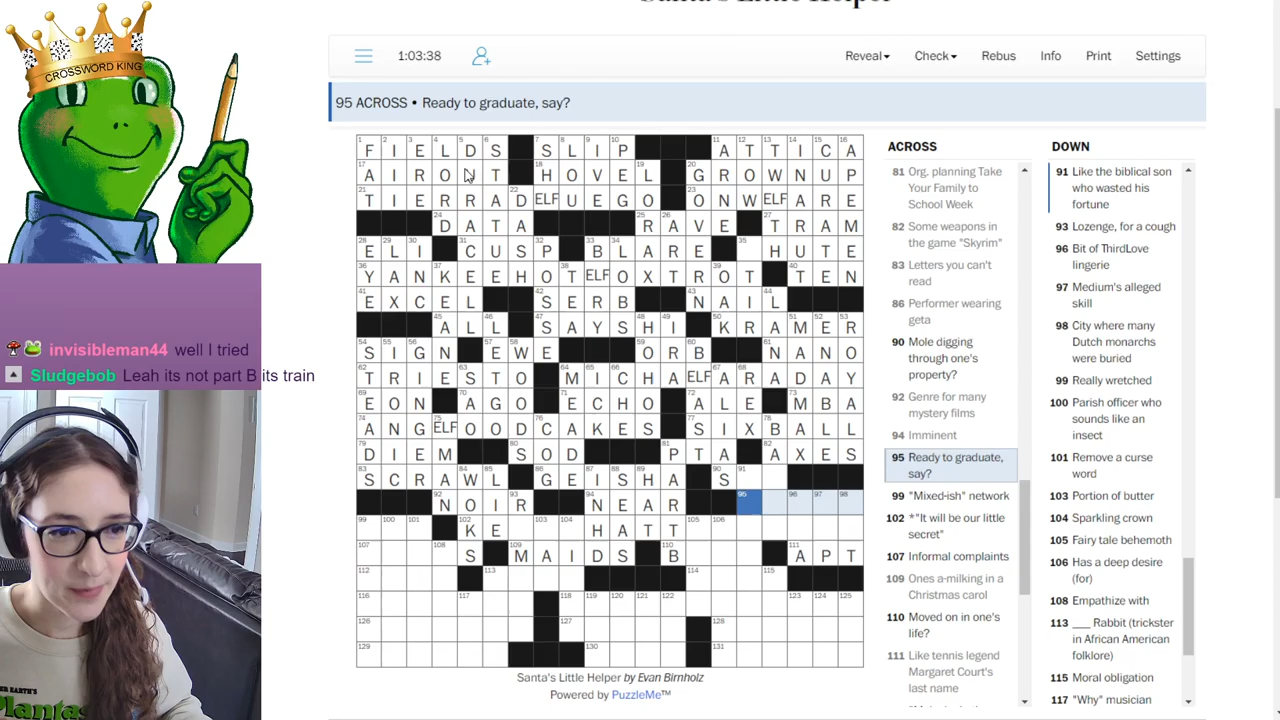 Santa's Little Helper
CROSSWORD KING
1:03:38
Reveal Check Rebus Info Print Settings
95 ACROSS • Ready to graduate, say?
F I E L D S S L I P A T T I C A
A I R O U T H O V E L G R O W N U P
T I E R R A D ELF U E G O O N W ELF A R E
D A T A R A V E T R A M
E L I C U S P B L A R E H U T E
Y A N K E E H O T ELF O X T R O T T E N
E X C E L S E R B N A I L
A L L S A Y S H I K R A M E R
S I G N E W E O R B N A N O
T R I E S T O M I C H A ELF A R A D A Y
E O N A G O E C H O A L E M B A
A N G ELF O O D C A K E S S I X B A L L
D I E M S O D P T A A X E S
S C R A W L G E I S H A S
N O I R N E A R
K E H A T T
S M A I D S B A P T
Santa's Little Helper by Evan Birnholz
Powered by PuzzleMe™
ACROSS
81 Org. planning Take
Your Family to
School Week
82 Some weapons in
the game "Skyrim"
83 Letters you can't
read
86 Performer wearing
geta
90 Mole digging
through one's
property?
92 Genre for many
mystery films
94 Imminent
95 Ready to graduate,
say?
99 "Mixed-ish" network
102 *"It will be our little
secret"
107 Informal complaints
109 Ones a-milking in a
Christmas carol
110 Moved on in one's
life?
111 Like tennis legend
Margaret Court's
last name
DOWN
91 Like the biblical son
who wasted his
fortune
93 Lozenge, for a cough
96 Bit of ThirdLove
lingerie
97 Medium's alleged
skill
98 City where many
Dutch monarchs
were buried
99 Really wretched
100 Parish officer who
sounds like an
insect
101 Remove a curse
word
103 Portion of butter
104 Sparkling crown
105 Fairy tale behemoth
106 Has a deep desire
(for)
108 Empathize with
113 ___ Rabbit (trickster
in African American
folklore)
115 Moral obligation
117 "Why" musician
invisibleman44 well I tried
Sludgebob Leah its not part B its train